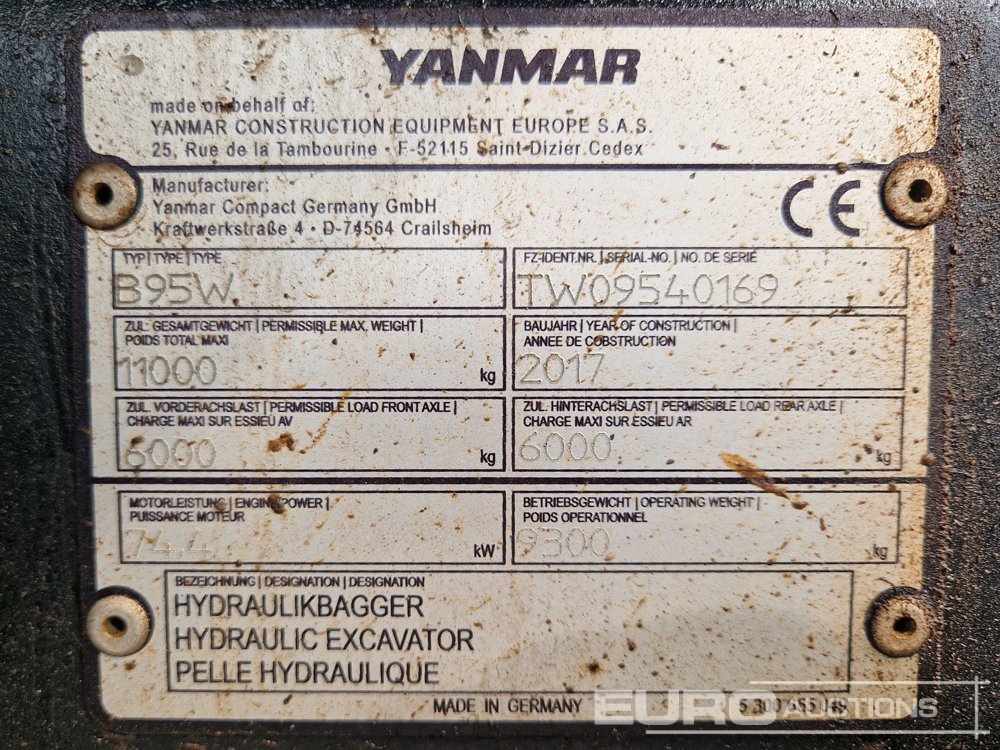 YANMAR
made on behalf of:
YANMAR CONSTRUCTION EQUIPMENT EUROPE S.A.S.
25, Rue de la Tambourine · F-52115 Saint-Dizier Cedex
Manufacturer:
Yanmar Compact Germany GmbH
Kraftwerkstraße 4 · D-74564 Crailsheim
CE
TYP | TYPE | TYPE
B95W
FZ-IDENT.NR. | SERIAL-NO. | NO. DE SERIE
TW09540169
ZUL. GESAMTGEWICHT | PERMISSIBLE MAX. WEIGHT |
POIDS TOTAL MAXI
11000 kg
BAUJAHR | YEAR OF CONSTRUCTION |
ANNEE DE COBSTRUCTION
2017
ZUL. VORDERACHSLAST | PERMISSIBLE LOAD FRONT AXLE |
CHARGE MAXI SUR ESSIEU AV
6000 kg
ZUL. HINTERACHSLAST | PERMISSIBLE LOAD REAR AXLE |
CHARGE MAXI SUR ESSIEU AR
6000 kg
MOTORLEISTUNG | ENGINE POWER |
PUISSANCE MOTEUR
74.4 kW
BETRIEBSGEWICHT | OPERATING WEIGHT |
POIDS OPERATIONNEL
9300 kg
BEZEICHNUNG | DESIGNATION | DESIGNATION
HYDRAULIKBAGGER
HYDRAULIC EXCAVATOR
PELLE HYDRAULIQUE
MADE IN GERMANY
EURO AUCTIONS